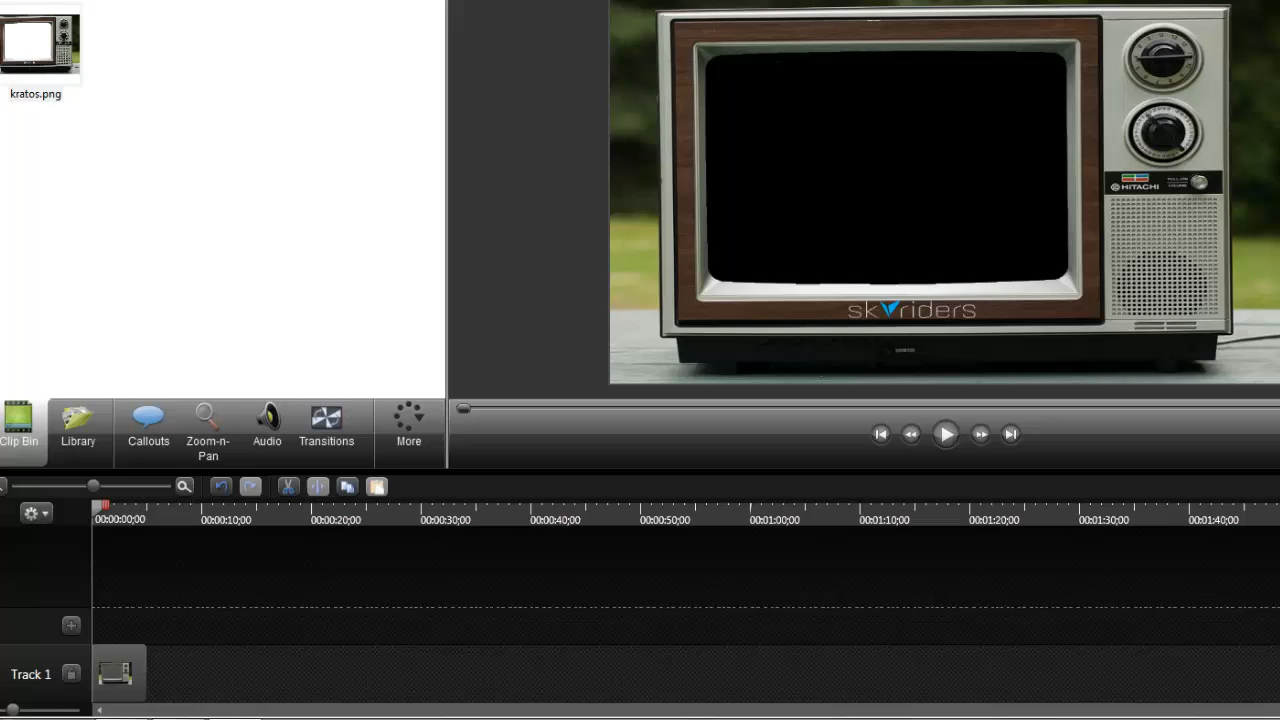 kratos.png
HITACHI
skyriders
Clip Bin
Library
Callouts
Zoom-n-
Pan
Audio
Transitions
More
00:00:00;00
00:00:10;00
00:00:20;00
00:00:30;00
00:00:40;00
00:00:50;00
00:01:00;00
00:01:10;00
00:01:20;00
00:01:30;00
00:01:40;00
Track 1